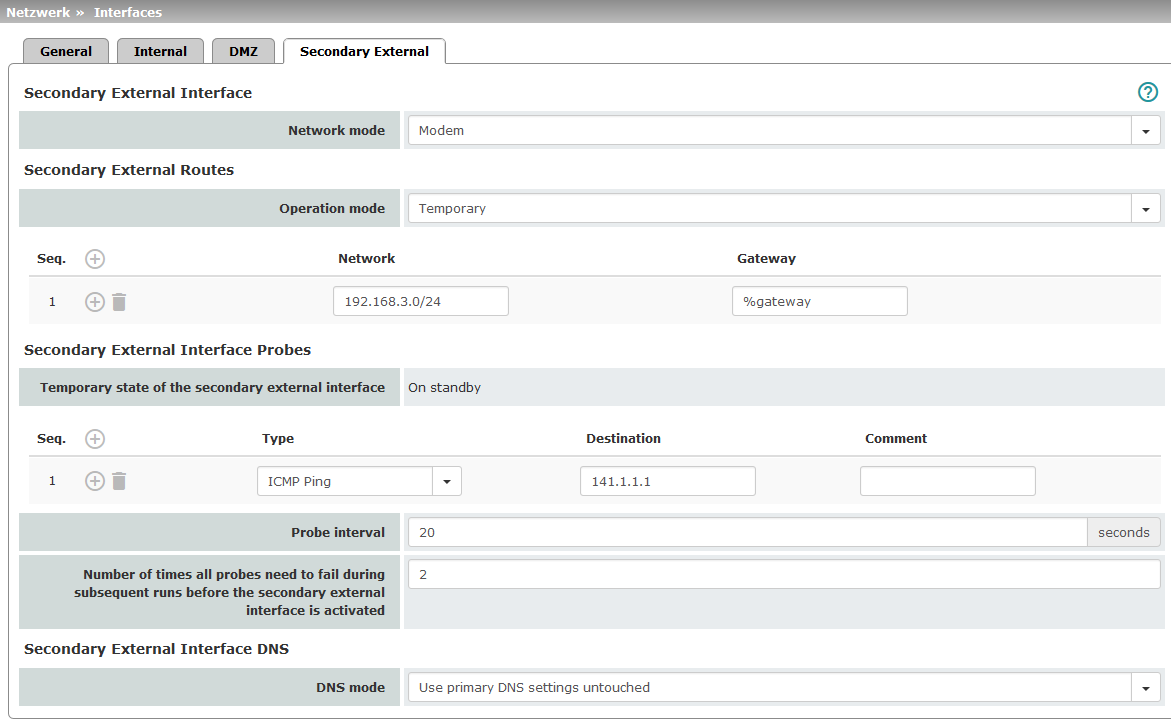 Netzwerk » Interfaces
General Internal DMZ Secondary External
Secondary External Interface
?
Network mode Modem
Secondary External Routes
Operation mode Temporary
Seq. Network Gateway
1 192.168.3.0/24 %gateway
Secondary External Interface Probes
Temporary state of the secondary external interface On standby
Seq. Type Destination Comment
1 ICMP Ping 141.1.1.1
Probe interval 20 seconds
Number of times all probes need to fail during 2
subsequent runs before the secondary external
interface is activated
Secondary External Interface DNS
DNS mode Use primary DNS settings untouched